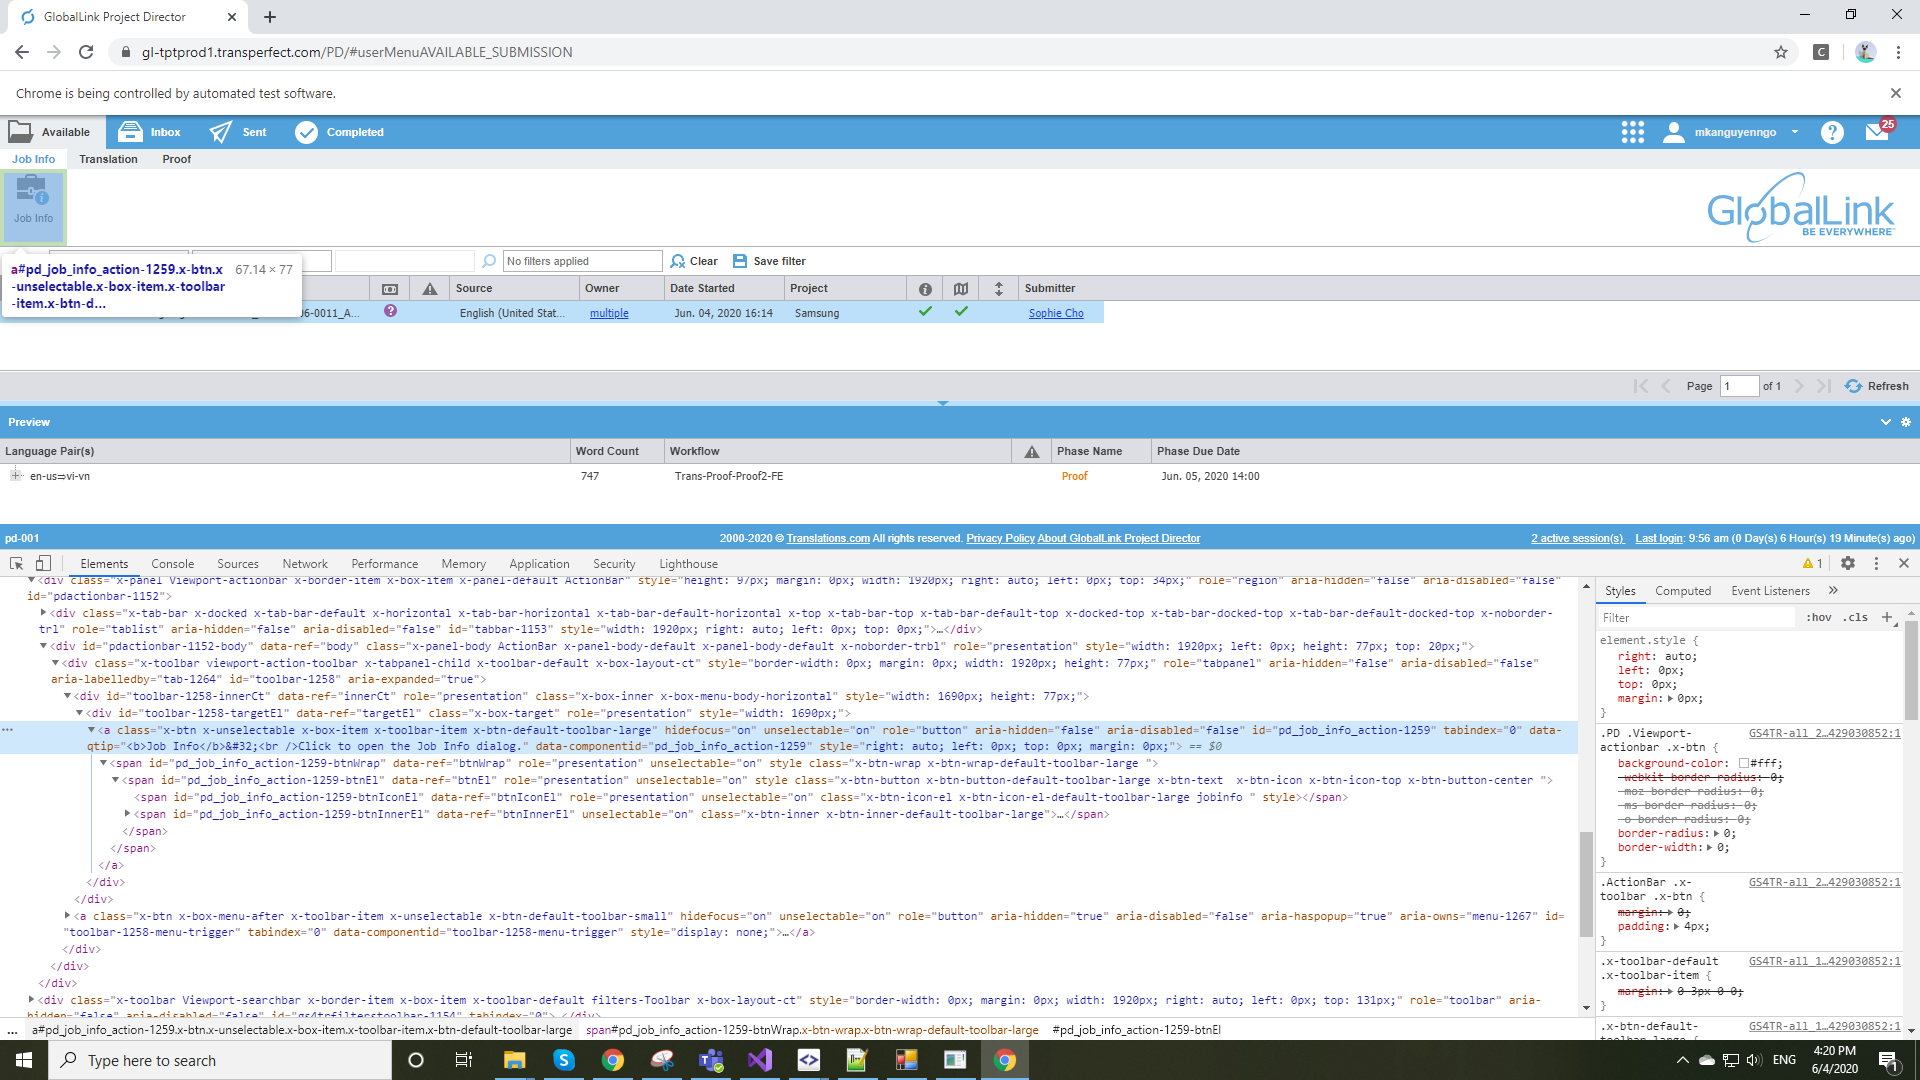 GlobalLink Project Director
gl-tptprod1.transperfect.com/PD/#userMenuAVAILABLE_SUBMISSION
Chrome is being controlled by automated test software.
Available Inbox Sent Completed mkanguyenngo ? 25
Job Info Translation Proof
Job Info
GlobalLink
BE EVERYWHERE™
a#pd_job_info_action-1259.x-btn.x 67.14 × 77
-unselectable.x-box-item.x-toolbar
-item.x-btn-d...
No filters applied Clear Save filter
Source Owner Date Started Project Submitter
06-0011_A... ? English (United Stat... multiple Jun. 04, 2020 16:14 Samsung Sophie Cho
Page 1 of 1 Refresh
Preview
Language Pair(s) Word Count Workflow Phase Name Phase Due Date
en-us⇒vi-vn 747 Trans-Proof-Proof2-FE Proof Jun. 05, 2020 14:00
pd-001 2000-2020 © Translations.com All rights reserved. Privacy Policy About GlobalLink Project Director 2 active session(s). Last login: 9:56 am (0 Day(s) 6 Hour(s) 19 Minute(s) ago)
Elements Console Sources Network Performance Memory Application Security Lighthouse 1
<div class="x-panel Viewport-actionbar x-border-item x-box-item x-panel-default ActionBar" style="height: 97px; margin: 0px; width: 1920px; right: auto; left: 0px; top: 34px;" role="region" aria-hidden="false" aria-disabled="false"
id="pdactionbar-1152">
<div class="x-tab-bar x-docked x-tab-bar-default x-horizontal x-tab-bar-horizontal x-tab-bar-default-horizontal x-top x-tab-bar-top x-tab-bar-default-top x-docked-top x-tab-bar-docked-top x-tab-bar-default-docked-top x-noborder-
trl" role="tablist" aria-hidden="false" aria-disabled="false" id="tabbar-1153" style="width: 1920px; right: auto; left: 0px; top: 0px;">…</div>
<div id="pdactionbar-1152-body" data-ref="body" class="x-panel-body ActionBar x-panel-body-default x-panel-body-default x-noborder-trbl" role="presentation" style="width: 1920px; left: 0px; height: 77px; top: 20px;">
<div class="x-toolbar viewport-action-toolbar x-tabpanel-child x-toolbar-default x-box-layout-ct" style="border-width: 0px; margin: 0px; width: 1920px; height: 77px;" role="tabpanel" aria-hidden="false" aria-disabled="false"
aria-labelledby="tab-1264" id="toolbar-1258" aria-expanded="true">
<div id="toolbar-1258-innerCt" data-ref="innerCt" role="presentation" class="x-box-inner x-box-menu-body-horizontal" style="width: 1690px; height: 77px;">
<div id="toolbar-1258-targetEl" data-ref="targetEl" class="x-box-target" role="presentation" style="width: 1690px;">
<a class="x-btn x-unselectable x-box-item x-toolbar-item x-btn-default-toolbar-large" hidefocus="on" unselectable="on" role="button" aria-hidden="false" aria-disabled="false" id="pd_job_info_action-1259" tabindex="0" data-
qtip="<b>Job Info</b>&#32;<br />Click to open the Job Info dialog." data-componentid="pd_job_info_action-1259" style="right: auto; left: 0px; top: 0px; margin: 0px;"> == $0
<span id="pd_job_info_action-1259-btnWrap" data-ref="btnWrap" role="presentation" unselectable="on" style class="x-btn-wrap x-btn-wrap-default-toolbar-large ">
<span id="pd_job_info_action-1259-btnEl" data-ref="btnEl" role="presentation" unselectable="on" style class="x-btn-button x-btn-button-default-toolbar-large x-btn-text  x-btn-icon x-btn-icon-top x-btn-button-center ">
<span id="pd_job_info_action-1259-btnIconEl" data-ref="btnIconEl" role="presentation" unselectable="on" class="x-btn-icon-el x-btn-icon-el-default-toolbar-large jobinfo " style></span>
<span id="pd_job_info_action-1259-btnInnerEl" data-ref="btnInnerEl" unselectable="on" class="x-btn-inner x-btn-inner-default-toolbar-large">…</span>
</span>
</span>
</a>
</div>
</div>
<a class="x-btn x-box-menu-after x-toolbar-item x-unselectable x-btn-default-toolbar-small" hidefocus="on" unselectable="on" role="button" aria-hidden="true" aria-disabled="false" aria-haspopup="true" aria-owns="menu-1267" id=
"toolbar-1258-menu-trigger" tabindex="0" data-componentid="toolbar-1258-menu-trigger" style="display: none;">…</a>
</div>
</div>
</div>
<div class="x-toolbar Viewport-searchbar x-border-item x-box-item x-toolbar-default filters-Toolbar x-box-layout-ct" style="border-width: 0px; margin: 0px; width: 1920px; right: auto; left: 0px; top: 131px;" role="toolbar" aria-
hidden="false" aria-disabled="false" id="gs4trfilterstoolbar-1154" tabindex="0"> </div>
... a#pd_job_info_action-1259.x-btn.x-unselectable.x-box-item.x-toolbar-item.x-btn-default-toolbar-large span#pd_job_info_action-1259-btnWrap.x-btn-wrap.x-btn-wrap-default-toolbar-large #pd_job_info_action-1259-btnEl
Styles Computed Event Listeners »
Filter :hov .cls +
element.style {
right: auto;
left: 0px;
top: 0px;
margin: 0px;
}
.PD .Viewport- GS4TR-all_2…429030852:1
actionbar .x-btn {
background-color: #fff;
-webkit-border-radius: 0;
-moz-border-radius: 0;
-ms-border-radius: 0;
-o-border-radius: 0;
border-radius: 0;
border-width: 0;
}
.ActionBar .x- GS4TR-all_2…429030852:1
toolbar .x-btn {
margin: 0;
padding: 4px;
}
.x-toolbar-default GS4TR-all_1…429030852:1
.x-toolbar-item {
margin: 0 3px 0 0;
}
.x-btn-default- GS4TR-all_1…429030852:1
toolbar-large {
Type here to search ENG 4:20 PM
6/4/2020 1